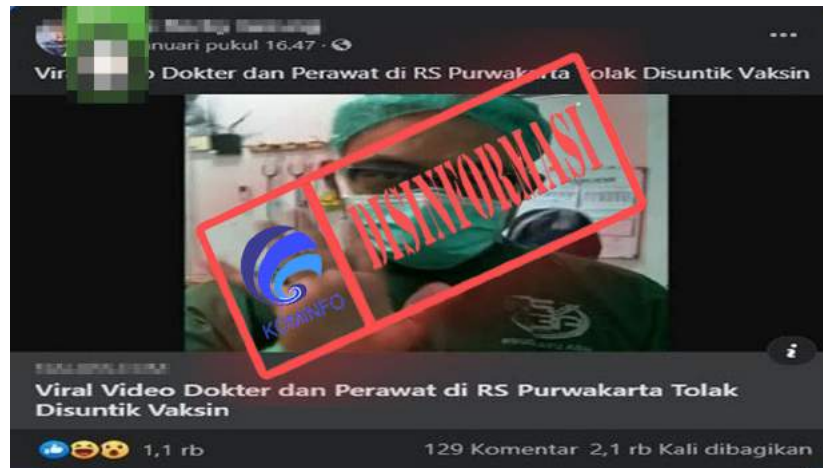 nuari pukul 16.47 ·
Dokter dan Perawat di RS Purwakarta Tolak Disuntik Vaksin
DISINFORMASI
KOMINFO
Viral Video Dokter dan Perawat di RS Purwakarta Tolak
Disuntik Vaksin
1,1 rb
129 Komentar 2,1 rb Kali dibagikan